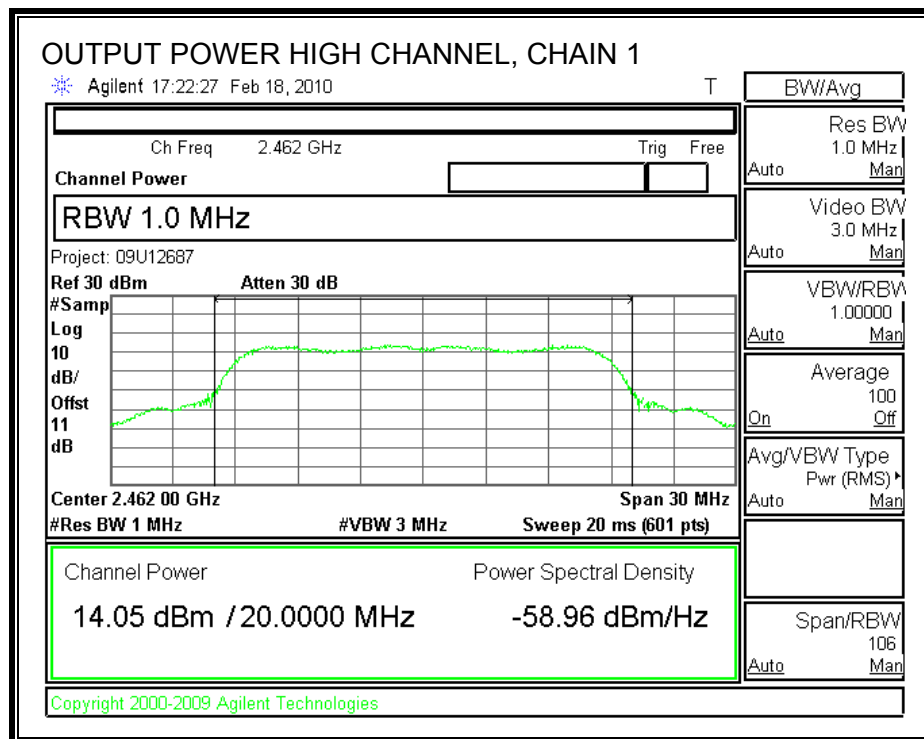 OUTPUT POWER HIGH CHANNEL, CHAIN 1
Agilent 17:22:27 Feb 18, 2010 T
Ch Freq 2.462 GHz Trig Free
Channel Power
RBW 1.0 MHz
Project: 09U12687
Ref 30 dBm Atten 30 dB
#Samp
Log
10
dB/
Offst
11
dB
Center 2.462 00 GHz Span 30 MHz
#Res BW 1 MHz #VBW 3 MHz Sweep 20 ms (601 pts)
Channel Power Power Spectral Density
14.05 dBm / 20.0000 MHz -58.96 dBm/Hz
Copyright 2000-2009 Agilent Technologies
BW/Avg
Res BW
1.0 MHz
Auto Man
Video BW
3.0 MHz
Auto Man
VBW/RBW
1.00000
Auto Man
Average
100
On Off
Avg/VBW Type
Pwr (RMS)
Auto Man
Span/RBW
106
Auto Man